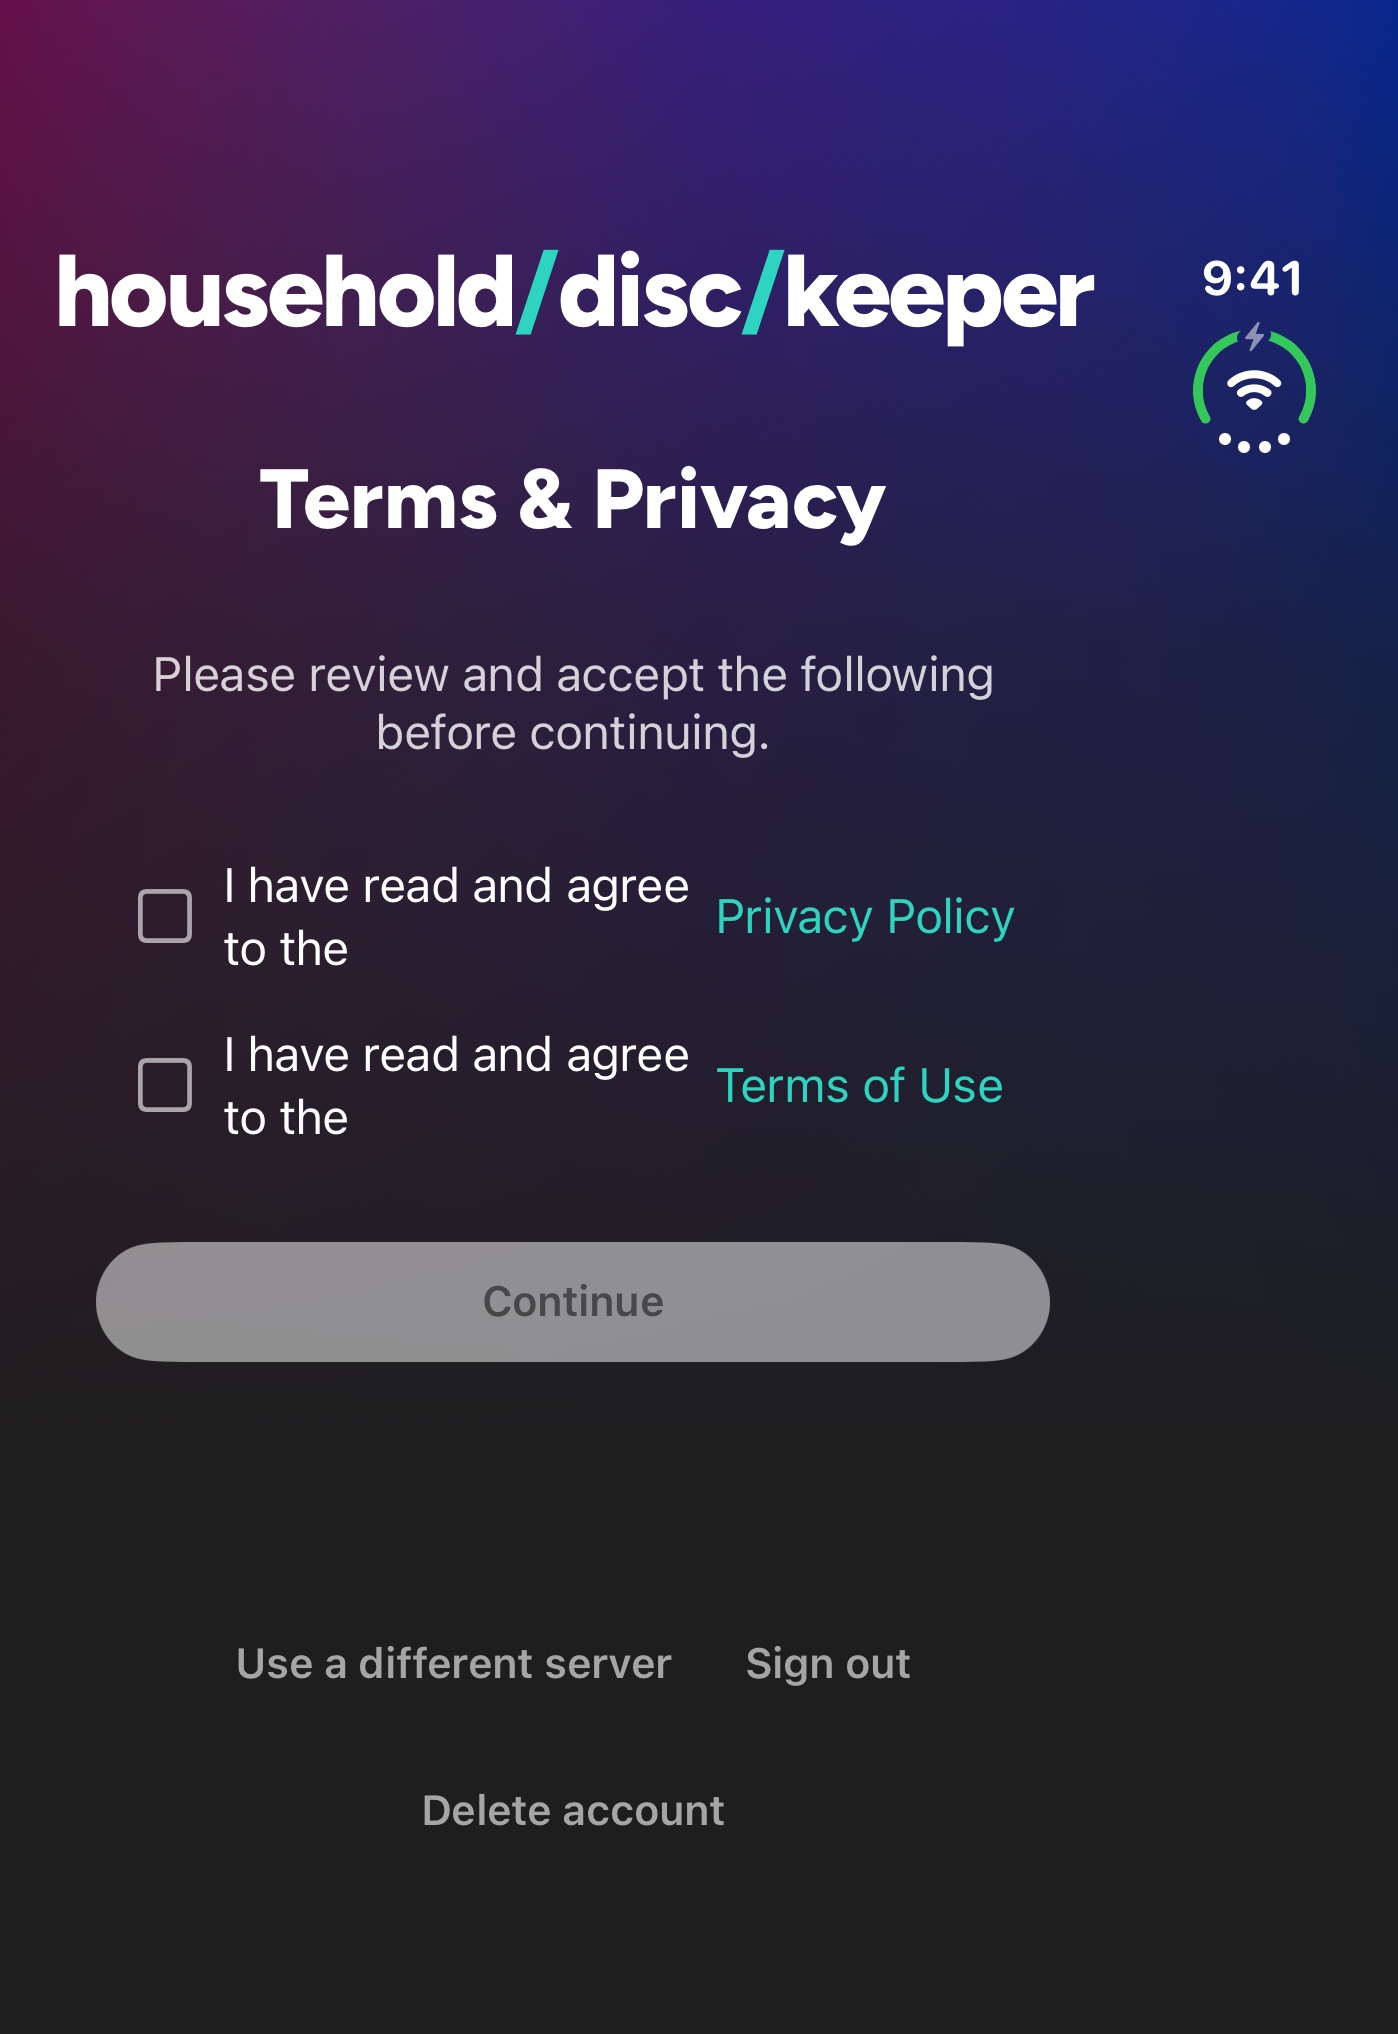 household/disc/keeper
9:41
Terms & Privacy
Please review and accept the following
before continuing.
I have read and agree
to the
Privacy Policy
I have read and agree
to the
Terms of Use
Continue
Use a different server
Sign out
Delete account